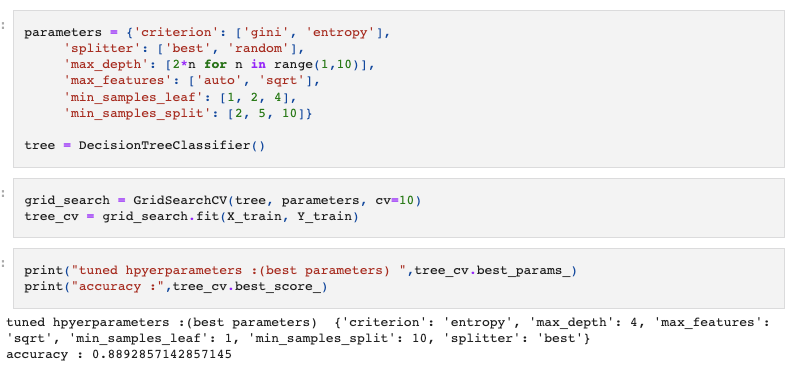 parameters = {'criterion': ['gini', 'entropy'],
     'splitter': ['best', 'random'],
     'max_depth': [2*n for n in range(1,10)],
     'max_features': ['auto', 'sqrt'],
     'min_samples_leaf': [1, 2, 4],
     'min_samples_split': [2, 5, 10]}
tree = DecisionTreeClassifier()
grid_search = GridSearchCV(tree, parameters, cv=10)
tree_cv = grid_search.fit(X_train, Y_train)
print("tuned hpyerparameters :(best parameters) ",tree_cv.best_params_)
print("accuracy :",tree_cv.best_score_)
tuned hpyerparameters :(best parameters)  {'criterion': 'entropy', 'max_depth': 4, 'max_features':
'sqrt', 'min_samples_leaf': 1, 'min_samples_split': 10, 'splitter': 'best'}
accuracy : 0.8892857142857145